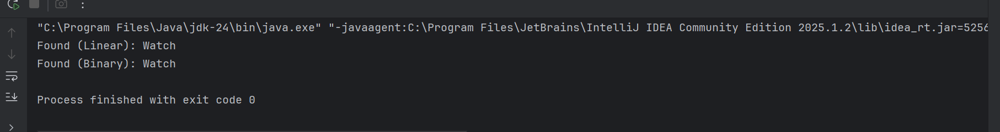 "C:\Program Files\Java\jdk-24\bin\java.exe" "-javaagent:C:\Program Files\JetBrains\IntelliJ IDEA Community Edition 2025.1.2\lib\idea_rt.jar=5256
Found (Linear): Watch
Found (Binary): Watch
Process finished with exit code 0